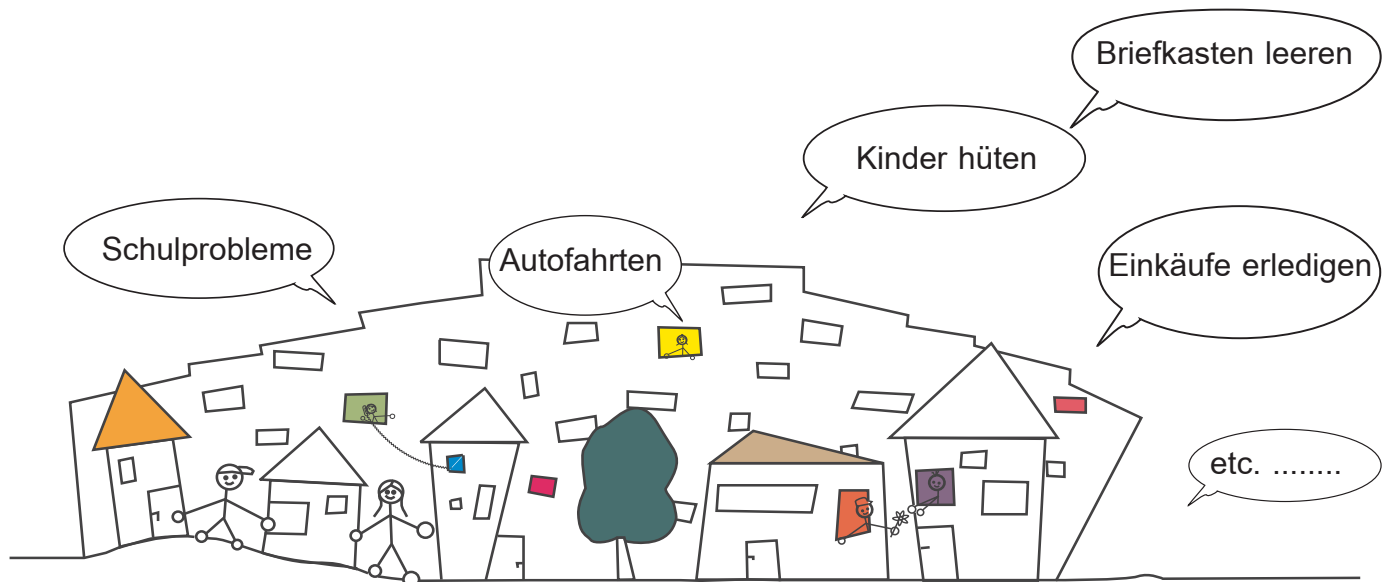 Briefkasten leeren
Kinder hüten
Schulprobleme
Autofahrten
Einkäufe erledigen
etc. ........